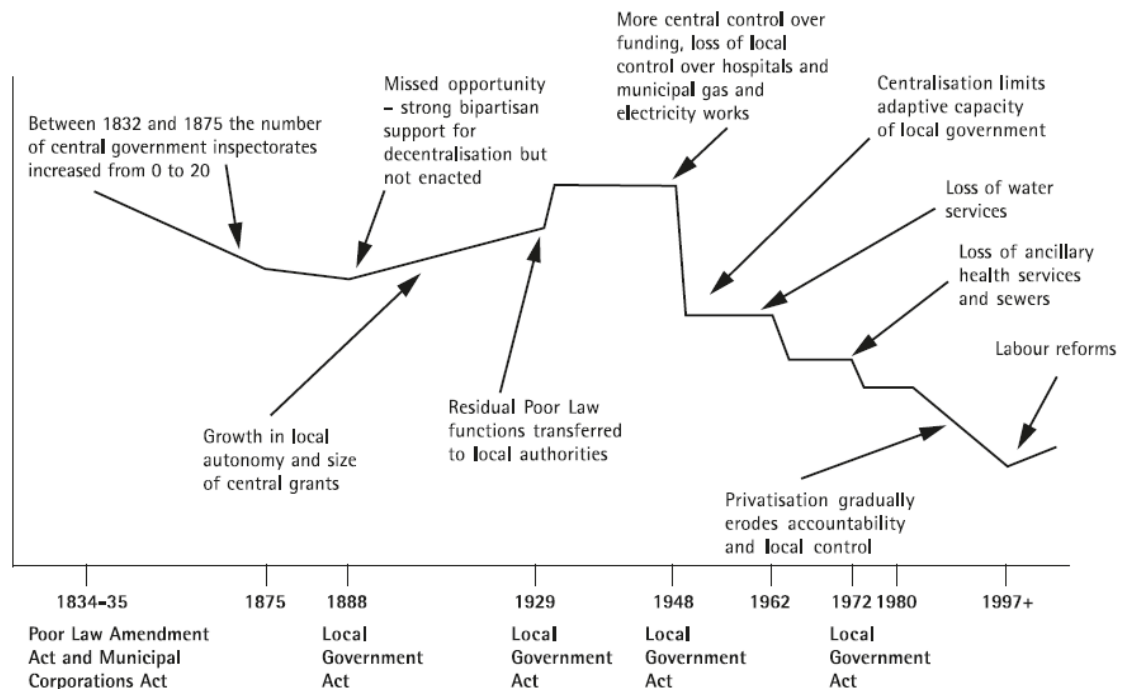 More central control over
funding, loss of local
control over hospitals and
municipal gas and
electricity works
Missed opportunity
– strong bipartisan
support for
decentralisation but
not enacted
Centralisation limits
adaptive capacity
of local government
Between 1832 and 1875 the number
of central government inspectorates
increased from 0 to 20
Loss of water
services
Loss of ancillary
health services
and sewers
Labour reforms
Residual Poor Law
functions transferred
to local authorities
Growth in local
autonomy and size
of central grants
Privatisation gradually
erodes accountability
and local control
1834–35 1875 1888 1929 1948 1962 1972 1980 1997+
Poor Law Amendment
Act and Municipal
Corporations Act
Local
Government
Act
Local
Government
Act
Local
Government
Act
Local
Government
Act